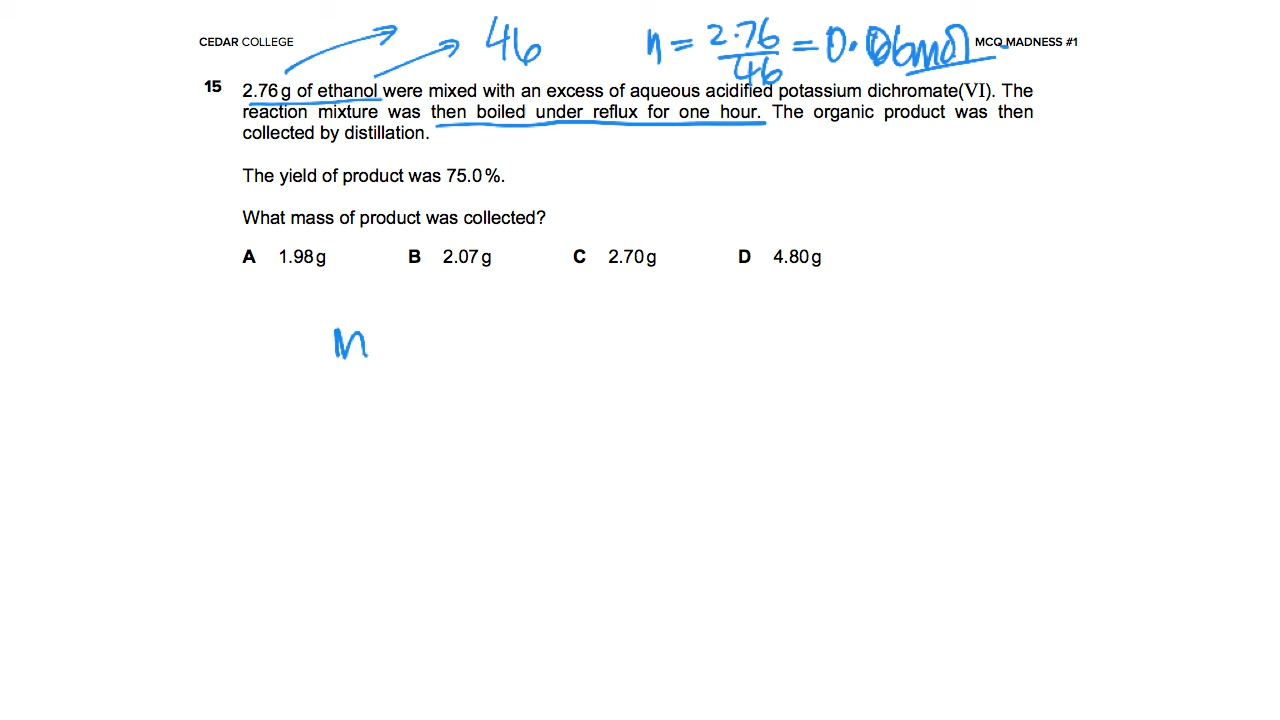 CEDAR COLLEGE 46 n = 2.76/46 = 0.06mol MCQ MADNESS #1
15 2.76 g of ethanol were mixed with an excess of aqueous acidified potassium dichromate(VI). The
reaction mixture was then boiled under reflux for one hour. The organic product was then
collected by distillation.
The yield of product was 75.0 %.
What mass of product was collected?
A 1.98 g B 2.07 g C 2.70 g D 4.80 g
n